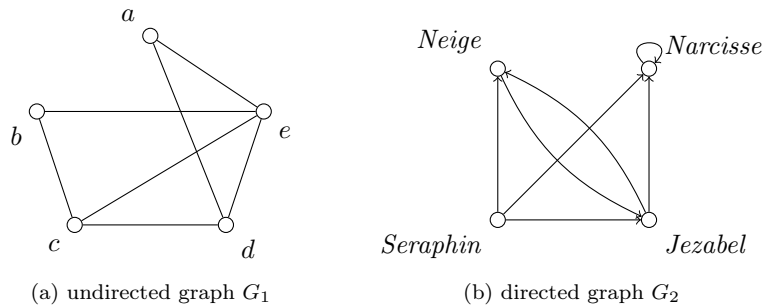 a
Neige
Narcisse
b
e
c
d
Seraphin
Jezabel
(a) undirected graph G₁
(b) directed graph G₂